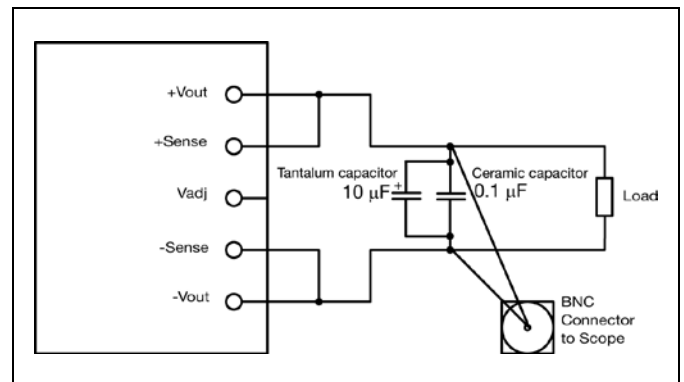 +Vout
+Sense
Vadj
-Sense
-Vout
Tantalum capacitor
10 µF
+
Ceramic capacitor
0.1 µF
Load
BNC
Connector
to Scope